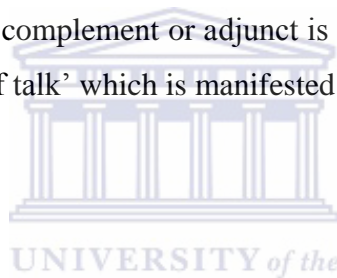 complement or adjunct is
f talk’ which is manifested
UNIVERSITY of the